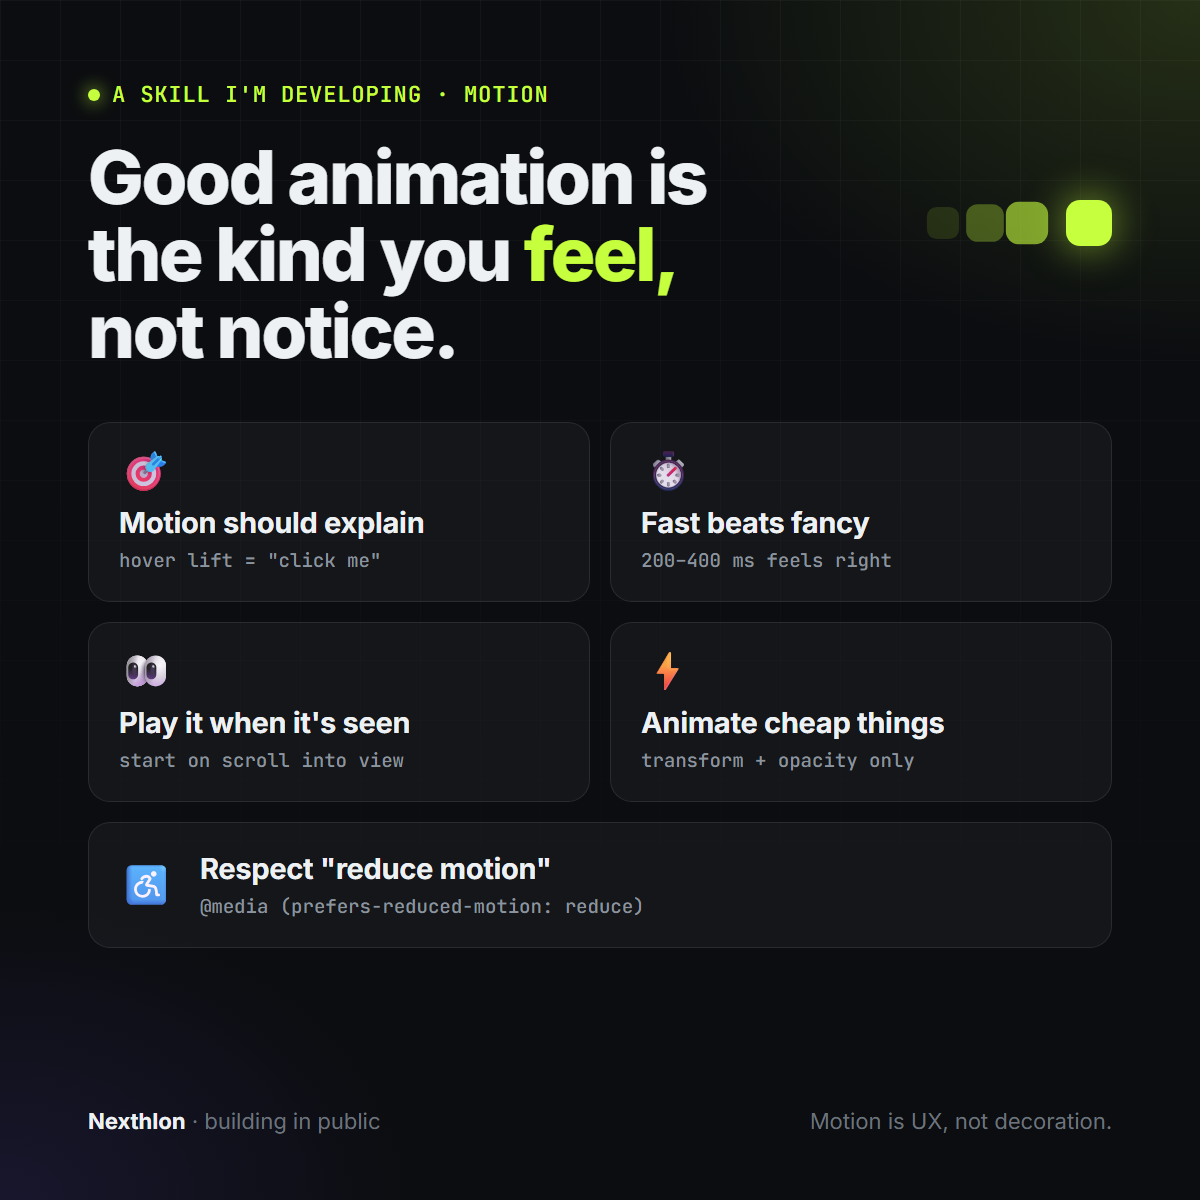 A SKILL I'M DEVELOPING · MOTION
Good animation is
the kind you feel,
not notice.
Motion should explain
hover lift = "click me"
Fast beats fancy
200–400 ms feels right
Play it when it's seen
start on scroll into view
Animate cheap things
transform + opacity only
Respect "reduce motion"
@media (prefers-reduced-motion: reduce)
Nexthlon · building in public
Motion is UX, not decoration.